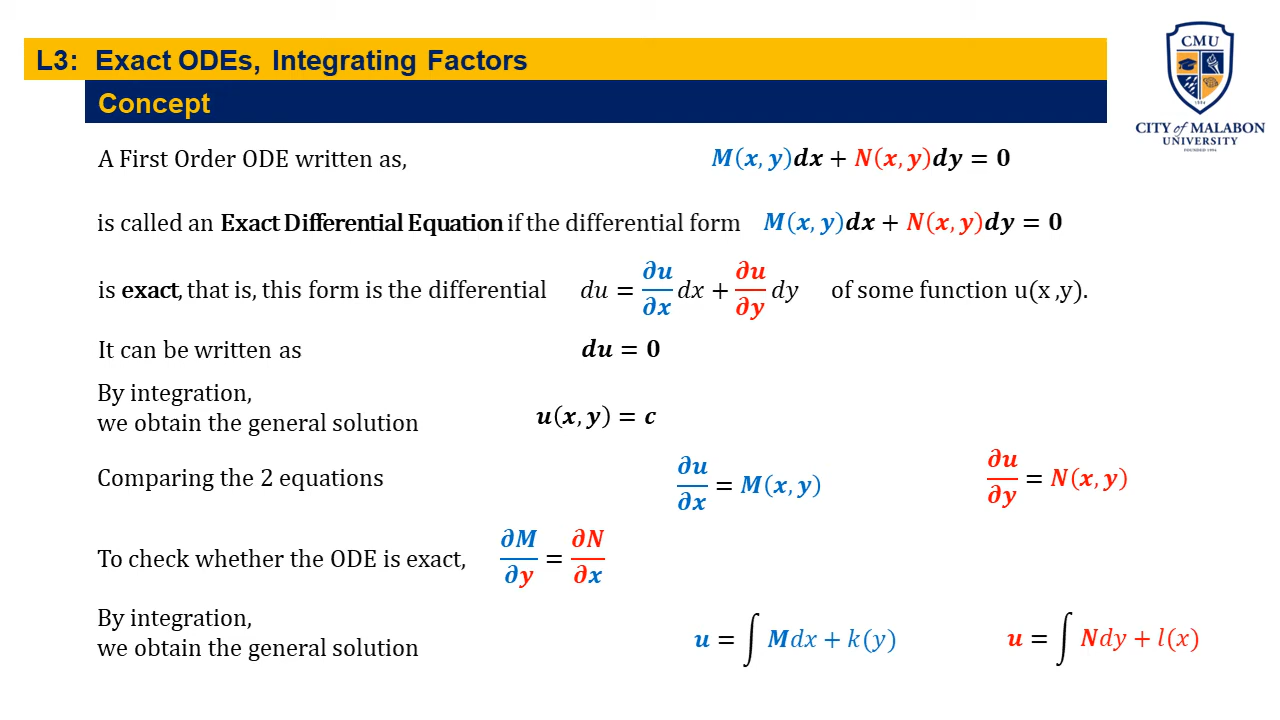 L3: Exact ODEs, Integrating Factors
Concept
CMU
1994
CITY of MALABON
UNIVERSITY
FOUNDED 1994
A First Order ODE written as, M(x, y)dx + N(x, y)dy = 0
is called an Exact Differential Equation if the differential form M(x, y)dx + N(x, y)dy = 0
is exact, that is, this form is the differential du = ∂u/∂x dx + ∂u/∂y dy of some function u(x ,y).
It can be written as du = 0
By integration,
we obtain the general solution u(x, y) = c
Comparing the 2 equations ∂u/∂x = M(x, y) ∂u/∂y = N(x, y)
To check whether the ODE is exact, ∂M/∂y = ∂N/∂x
By integration,
we obtain the general solution u = ∫ Mdx + k(y) u = ∫ Ndy + l(x)